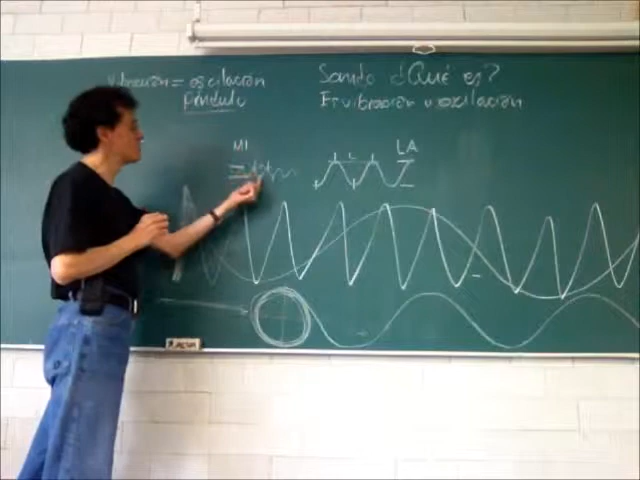 vibración = oscilación
Péndulo
Sonido ¿Qué es?
Es vibración u oscilación
MI
LA